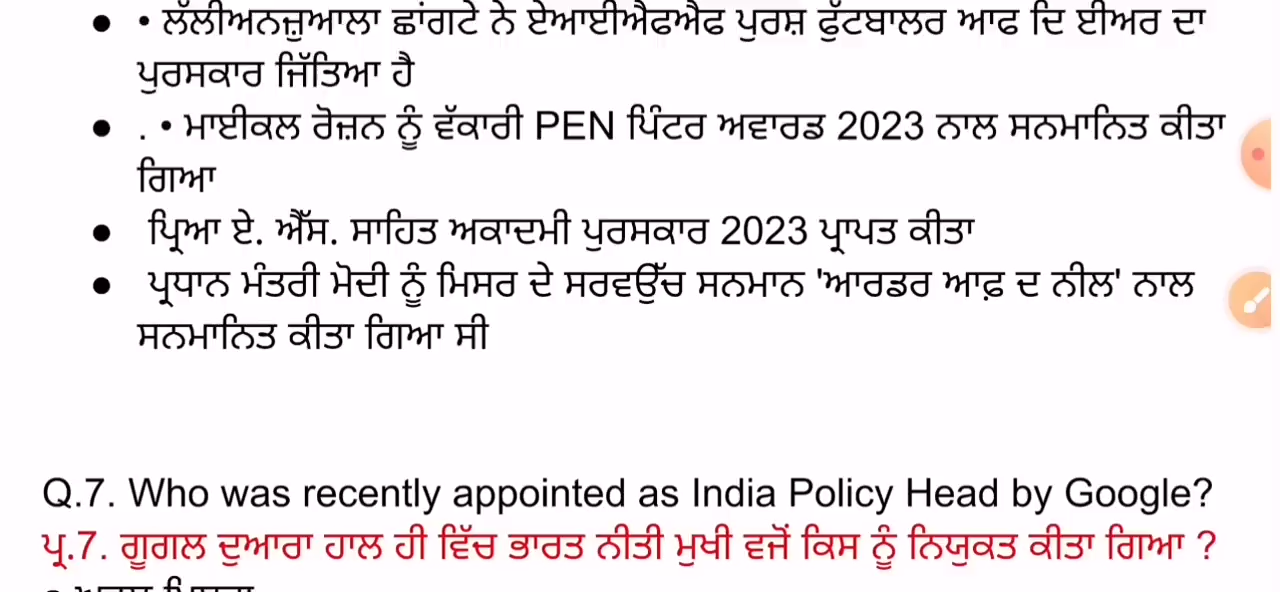 ● • ਲੱਲੀਅਨਜ਼ੁਆਲਾ ਛਾਂਗਟੇ ਨੇ ਏਆਈਐਫਐਫ ਪੁਰਸ਼ ਫੁੱਟਬਾਲਰ ਆਫ ਦਿ ਈਅਰ ਦਾ
ਪੁਰਸਕਾਰ ਜਿੱਤਿਆ ਹੈ
● . • ਮਾਈਕਲ ਰੋਜ਼ਨ ਨੂੰ ਵੱਕਾਰੀ PEN ਪਿੰਟਰ ਅਵਾਰਡ 2023 ਨਾਲ ਸਨਮਾਨਿਤ ਕੀਤਾ
ਗਿਆ
● ਪ੍ਰਿਆ ਏ. ਐੱਸ. ਸਾਹਿਤ ਅਕਾਦਮੀ ਪੁਰਸਕਾਰ 2023 ਪ੍ਰਾਪਤ ਕੀਤਾ
● ਪ੍ਰਧਾਨ ਮੰਤਰੀ ਮੋਦੀ ਨੂੰ ਮਿਸਰ ਦੇ ਸਰਵਉੱਚ ਸਨਮਾਨ 'ਆਰਡਰ ਆਫ਼ ਦ ਨੀਲ' ਨਾਲ
ਸਨਮਾਨਿਤ ਕੀਤਾ ਗਿਆ ਸੀ
Q.7. Who was recently appointed as India Policy Head by Google?
ਪ੍ਰ.7. ਗੂਗਲ ਦੁਆਰਾ ਹਾਲ ਹੀ ਵਿੱਚ ਭਾਰਤ ਨੀਤੀ ਮੁਖੀ ਵਜੋਂ ਕਿਸ ਨੂੰ ਨਿਯੁਕਤ ਕੀਤਾ ਗਿਆ ?